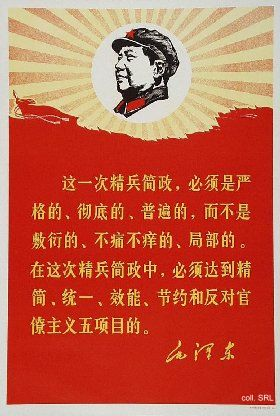 这一次精兵简政，必须是严
格的、彻底的、普遍的，而不是
敷衍的、不痛不痒的、局部的。
在这次精兵简政中，必须达到精
简、统一、效能、节约和反对官
僚主义五项目的。
毛泽东
coll. SRL